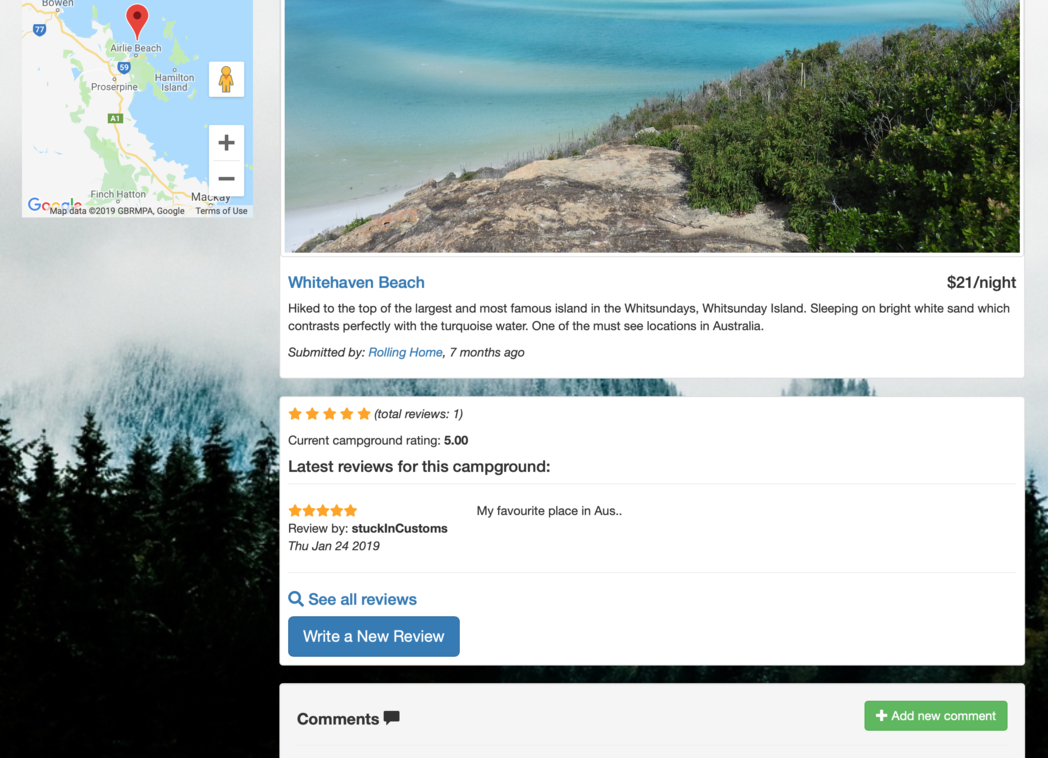 Bowen
77
Airlie Beach
59
Hamilton
Island
Proserpine
A1
Finch Hatton
Mackay
Google
Map data ©2019 GBRMPA, Google
Terms of Use
Whitehaven Beach
$21/night
Hiked to the top of the largest and most famous island in the Whitsundays, Whitsunday Island. Sleeping on bright white sand which
contrasts perfectly with the turquoise water. One of the must see locations in Australia.
Submitted by: Rolling Home, 7 months ago
(total reviews: 1)
Current campground rating: 5.00
Latest reviews for this campground:
My favourite place in Aus..
Review by: stuckInCustoms
Thu Jan 24 2019
See all reviews
Write a New Review
Comments
Add new comment